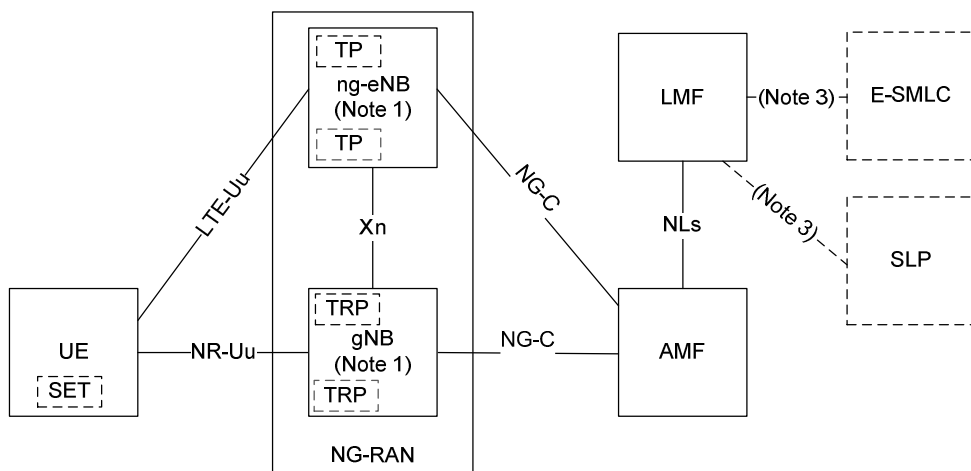 TP
ng-eNB
(Note 1)
TP
LMF
(Note 3)
E-SMLC
LTE-Uu
NG-C
(Note 3)
Xn
NLs
SLP
UE
SET
NR-Uu
TRP
gNB
(Note 1)
TRP
NG-C
AMF
NG-RAN